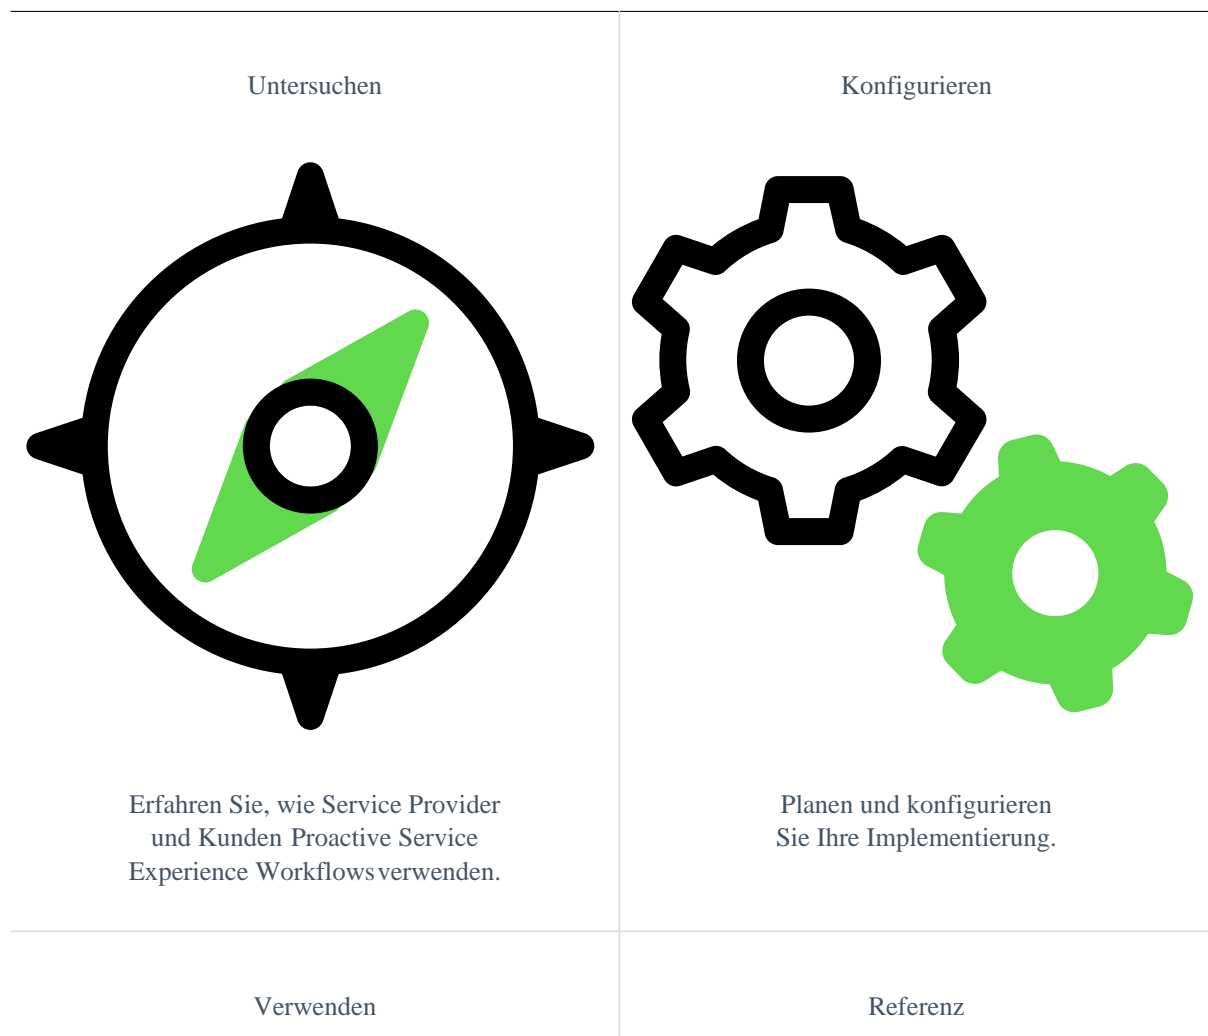 Untersuchen
Konfigurieren
Erfahren Sie, wie Service Provider
und Kunden Proactive Service
Experience Workflows verwenden.
Planen und konfigurieren
Sie Ihre Implementierung.
Verwenden
Referenz